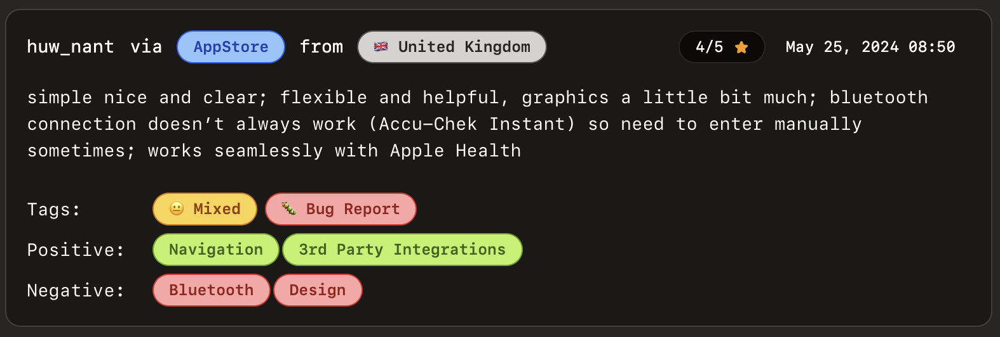 huw_nant via AppStore from 🇬🇧 United Kingdom 4/5 ⭐ May 25, 2024 08:50
simple nice and clear; flexible and helpful, graphics a little bit much; bluetooth
connection doesn’t always work (Accu–Chek Instant) so need to enter manually
sometimes; works seamlessly with Apple Health
Tags: 😐 Mixed 🐛 Bug Report
Positive: Navigation 3rd Party Integrations
Negative: Bluetooth Design